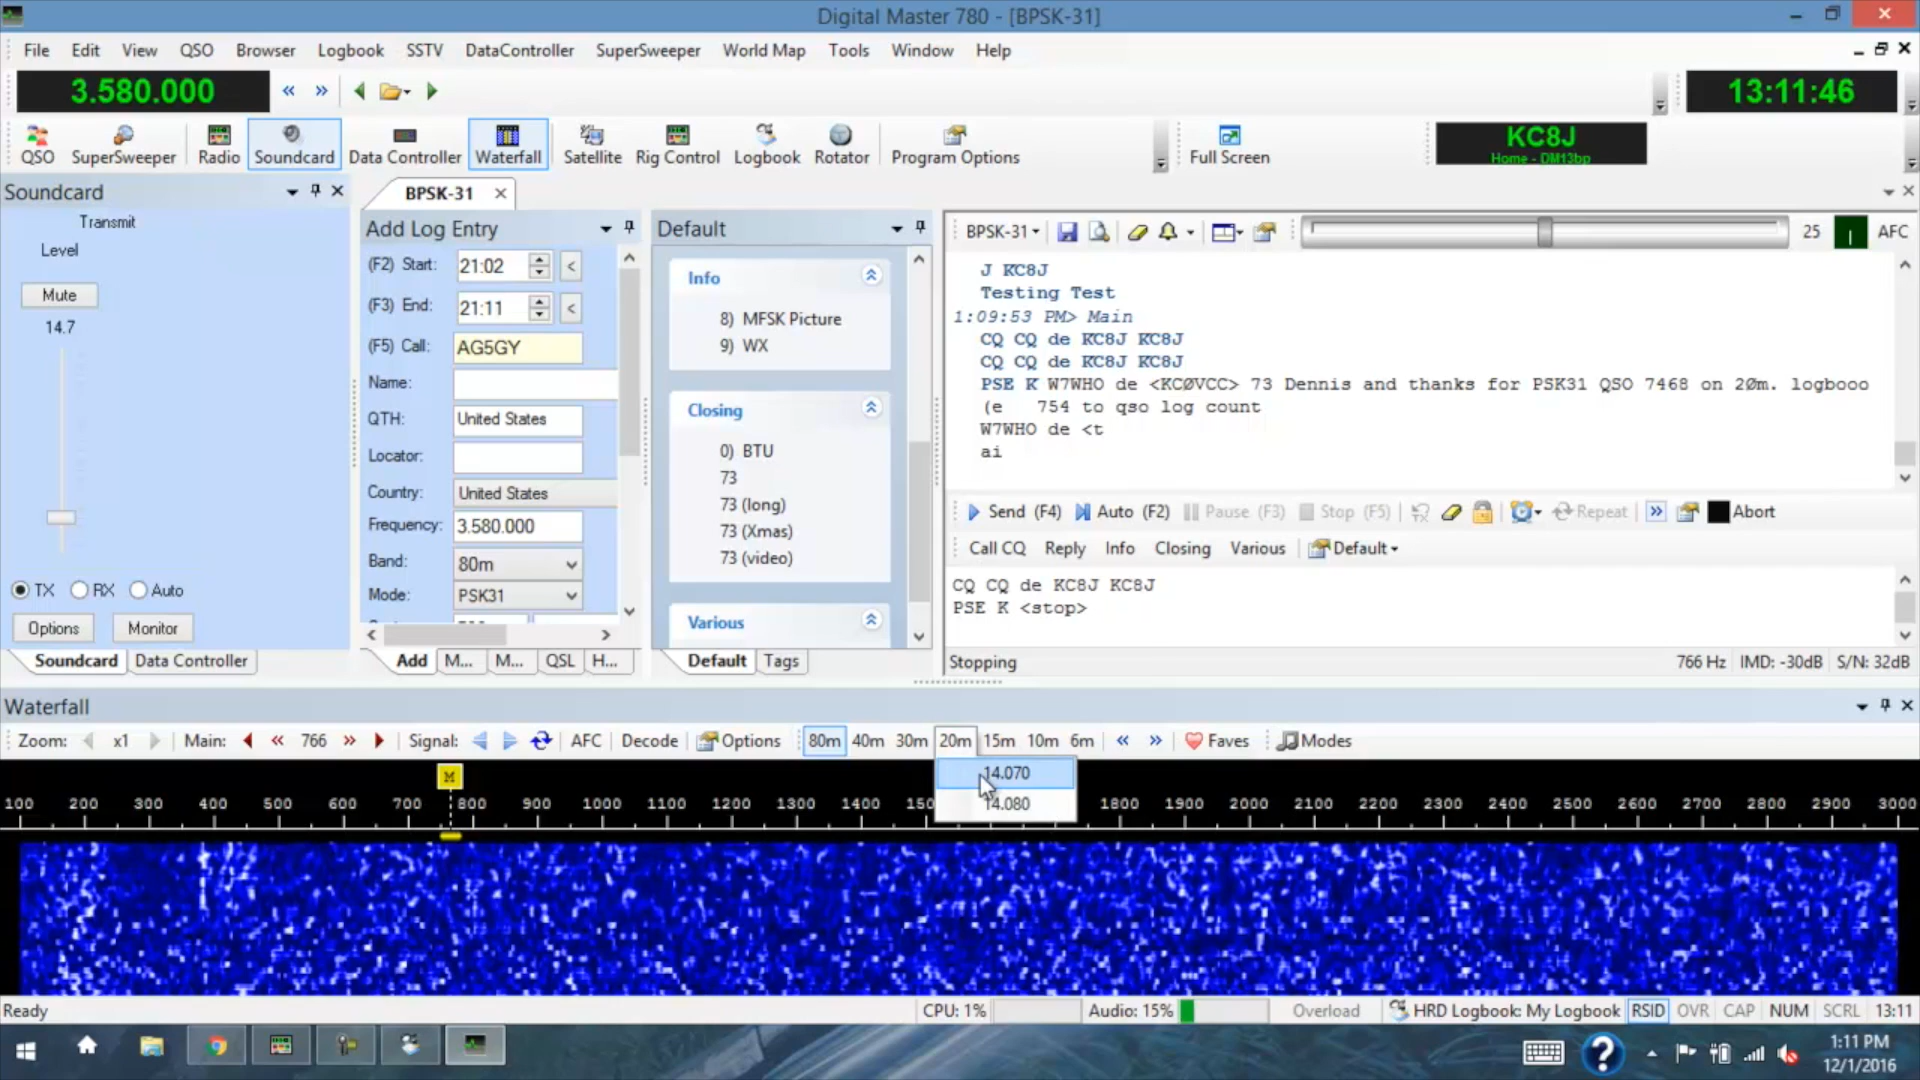 Digital Master 780 - [BPSK-31]
File Edit View QSO Browser Logbook SSTV DataController SuperSweeper World Map Tools Window Help
3.580.000
13:11:46
QSO SuperSweeper Radio Soundcard Data Controller Waterfall Satellite Rig Control Logbook Rotator Program Options Full Screen
KC8J
Home - DM13bp
Soundcard
Transmit
Level
Mute
14.7
TX RX Auto
Options Monitor
Soundcard Data Controller
BPSK-31
Add Log Entry
(F2) Start: 21:02 <
(F3) End: 21:11 <
(F5) Call: AG5GY
Name:
QTH: United States
Locator:
Country: United States
Frequency: 3.580.000
Band: 80m
Mode: PSK31
Add M... M... QSL H...
Default
Info
8) MFSK Picture
9) WX
Closing
0) BTU
73
73 (long)
73 (Xmas)
73 (video)
Various
Default Tags
BPSK-31 25 AFC
J KC8J
Testing Test
1:09:53 PM> Main
CQ CQ de KC8J KC8J
CQ CQ de KC8J KC8J
PSE K W7WHO de <KCØVCC> 73 Dennis and thanks for PSK31 QSO 7468 on 2Øm. logbooo
(e 754 to qso log count
W7WHO de <t
ai
Send (F4) Auto (F2) Pause (F3) Stop (F5) Repeat Abort
Call CQ Reply Info Closing Various Default
CQ CQ de KC8J KC8J
PSE K <stop>
Stopping 766 Hz IMD: -30dB S/N: 32dB
Waterfall
Zoom: x1 Main: 766 Signal: AFC Decode Options 80m 40m 30m 20m 15m 10m 6m Faves Modes
14.070
14.080
M
100 200 300 400 500 600 700 800 900 1000 1100 1200 1300 1400 1800 1900 2000 2100 2200 2300 2400 2500 2600 2700 2800 2900 3000
Ready CPU: 1% Audio: 15% Overload HRD Logbook: My Logbook RSID OVR CAP NUM SCRL 13:11
1:11 PM
12/1/2016